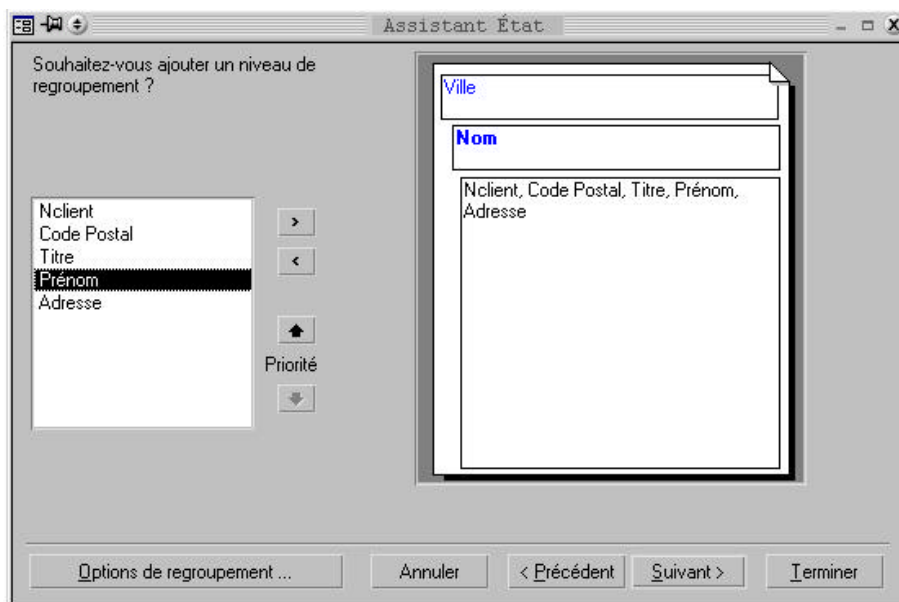 Assistant État
Souhaitez-vous ajouter un niveau de
regroupement ?
Nclient
Code Postal
Titre
Prénom
Adresse
>
<
Priorité
Ville
Nom
Nclient, Code Postal, Titre, Prénom,
Adresse
Options de regroupement ...
Annuler
< Précédent
Suivant >
Terminer